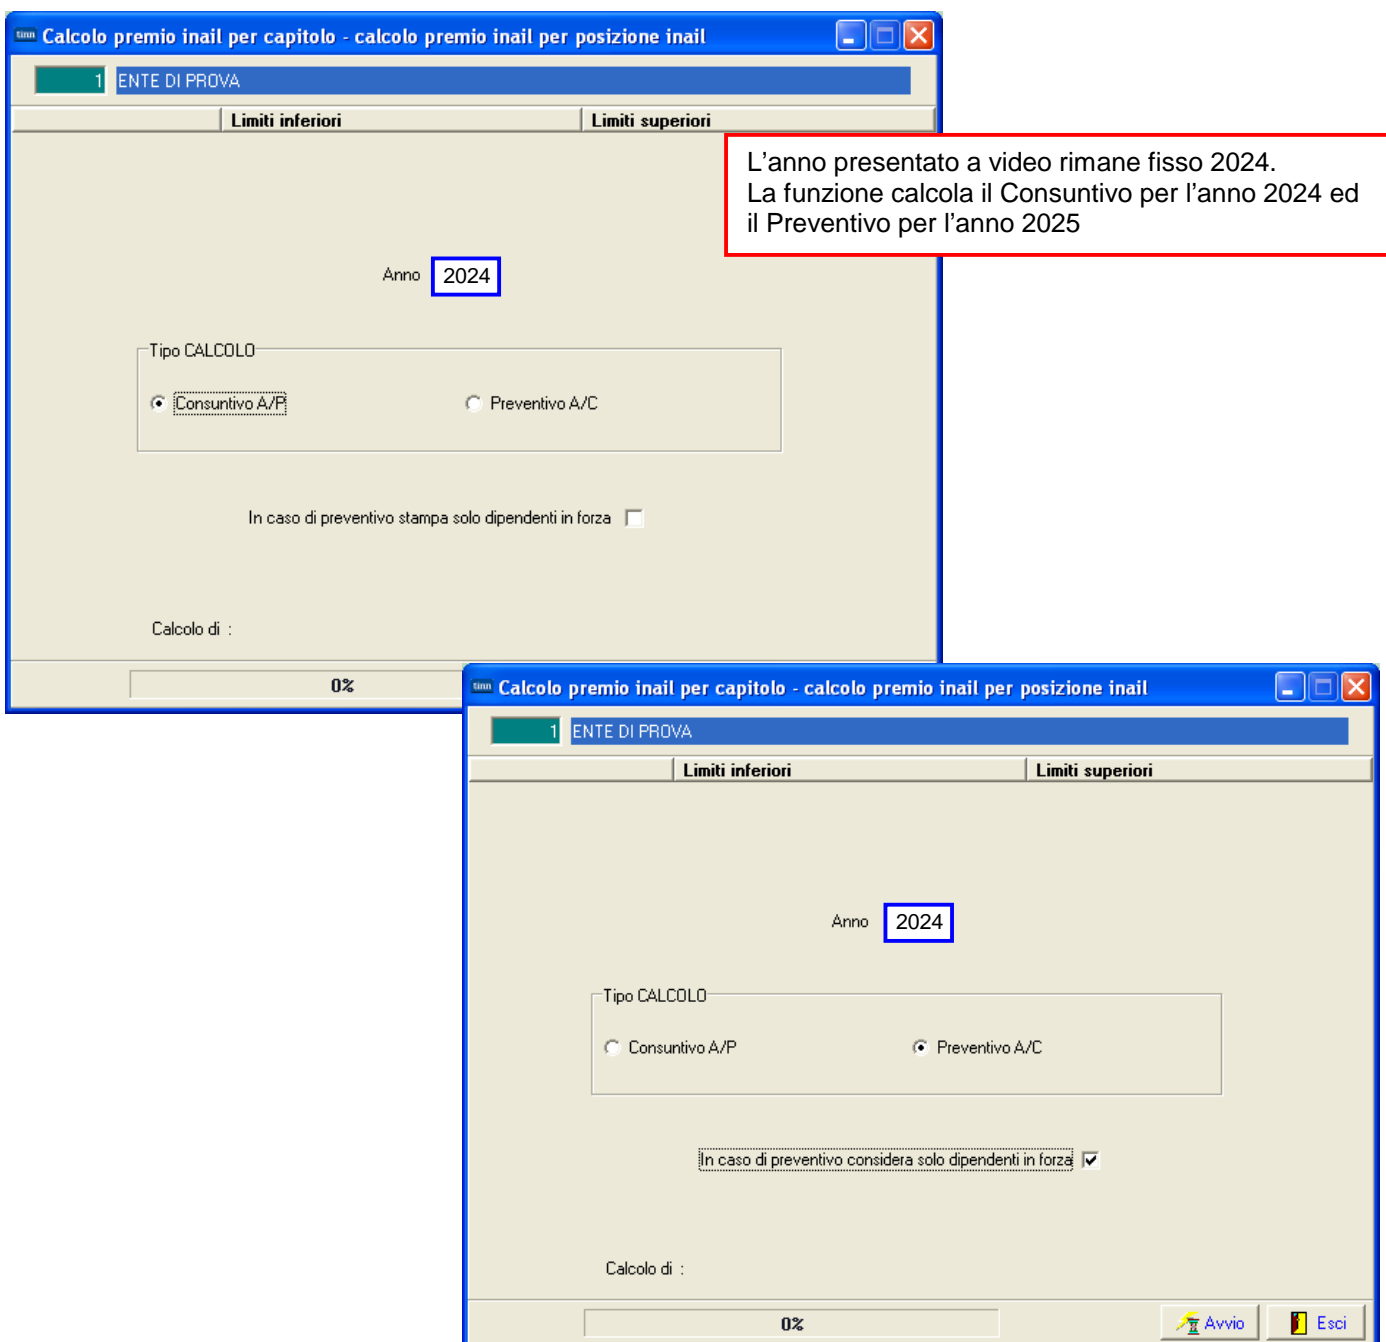 tinn Calcolo premio inail per capitolo - calcolo premio inail per posizione inail
1 ENTE DI PROVA
Limiti inferiori Limiti superiori
L'anno presentato a video rimane fisso 2024.
La funzione calcola il Consuntivo per l'anno 2024 ed
il Preventivo per l'anno 2025
Anno 2024
Tipo CALCOLO
Consuntivo A/P Preventivo A/C
In caso di preventivo stampa solo dipendenti in forza
Calcolo di :
0%
tinn Calcolo premio inail per capitolo - calcolo premio inail per posizione inail
1 ENTE DI PROVA
Limiti inferiori Limiti superiori
Anno 2024
Tipo CALCOLO
Consuntivo A/P Preventivo A/C
In caso di preventivo considera solo dipendenti in forza
Calcolo di :
0% Avvio Esci